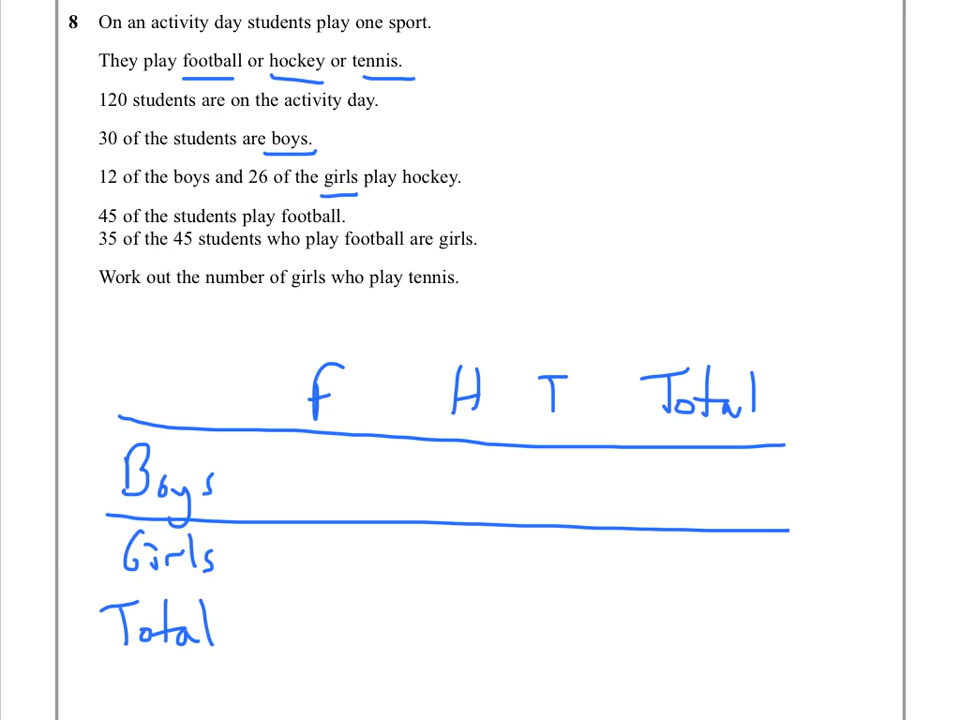 8 On an activity day students play one sport.
They play football or hockey or tennis.
120 students are on the activity day.
30 of the students are boys.
12 of the boys and 26 of the girls play hockey.
45 of the students play football.
35 of the 45 students who play football are girls.
Work out the number of girls who play tennis.
F H T Total
Boys
Girls
Total